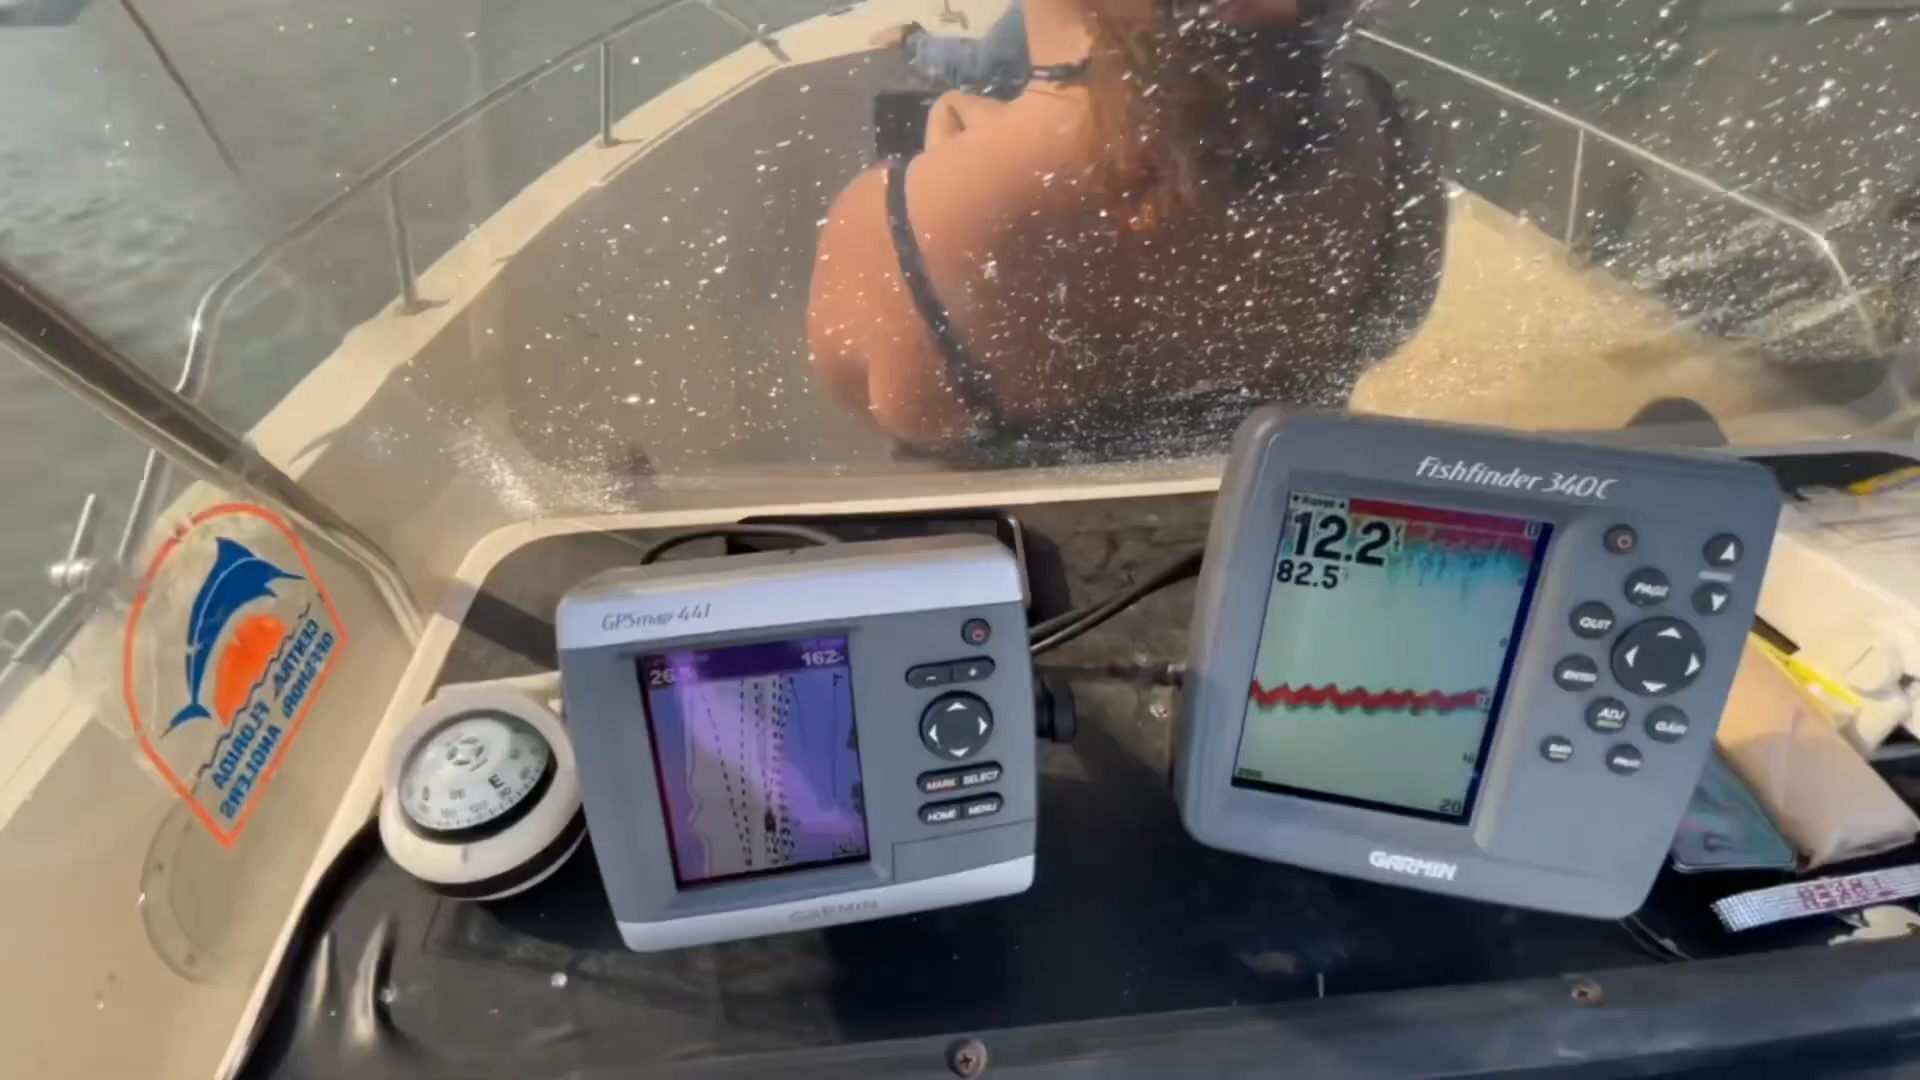 Fishfinder 340C
12.2
82.5
PAGE
QUIT
ENTER
ADJ
GAIN
20
GARMIN
GPSmap 441
162
MARK SELECT
HOME MENU
GARMIN
CENTRAL FLORIDA
OFFSHORE ANGLERS